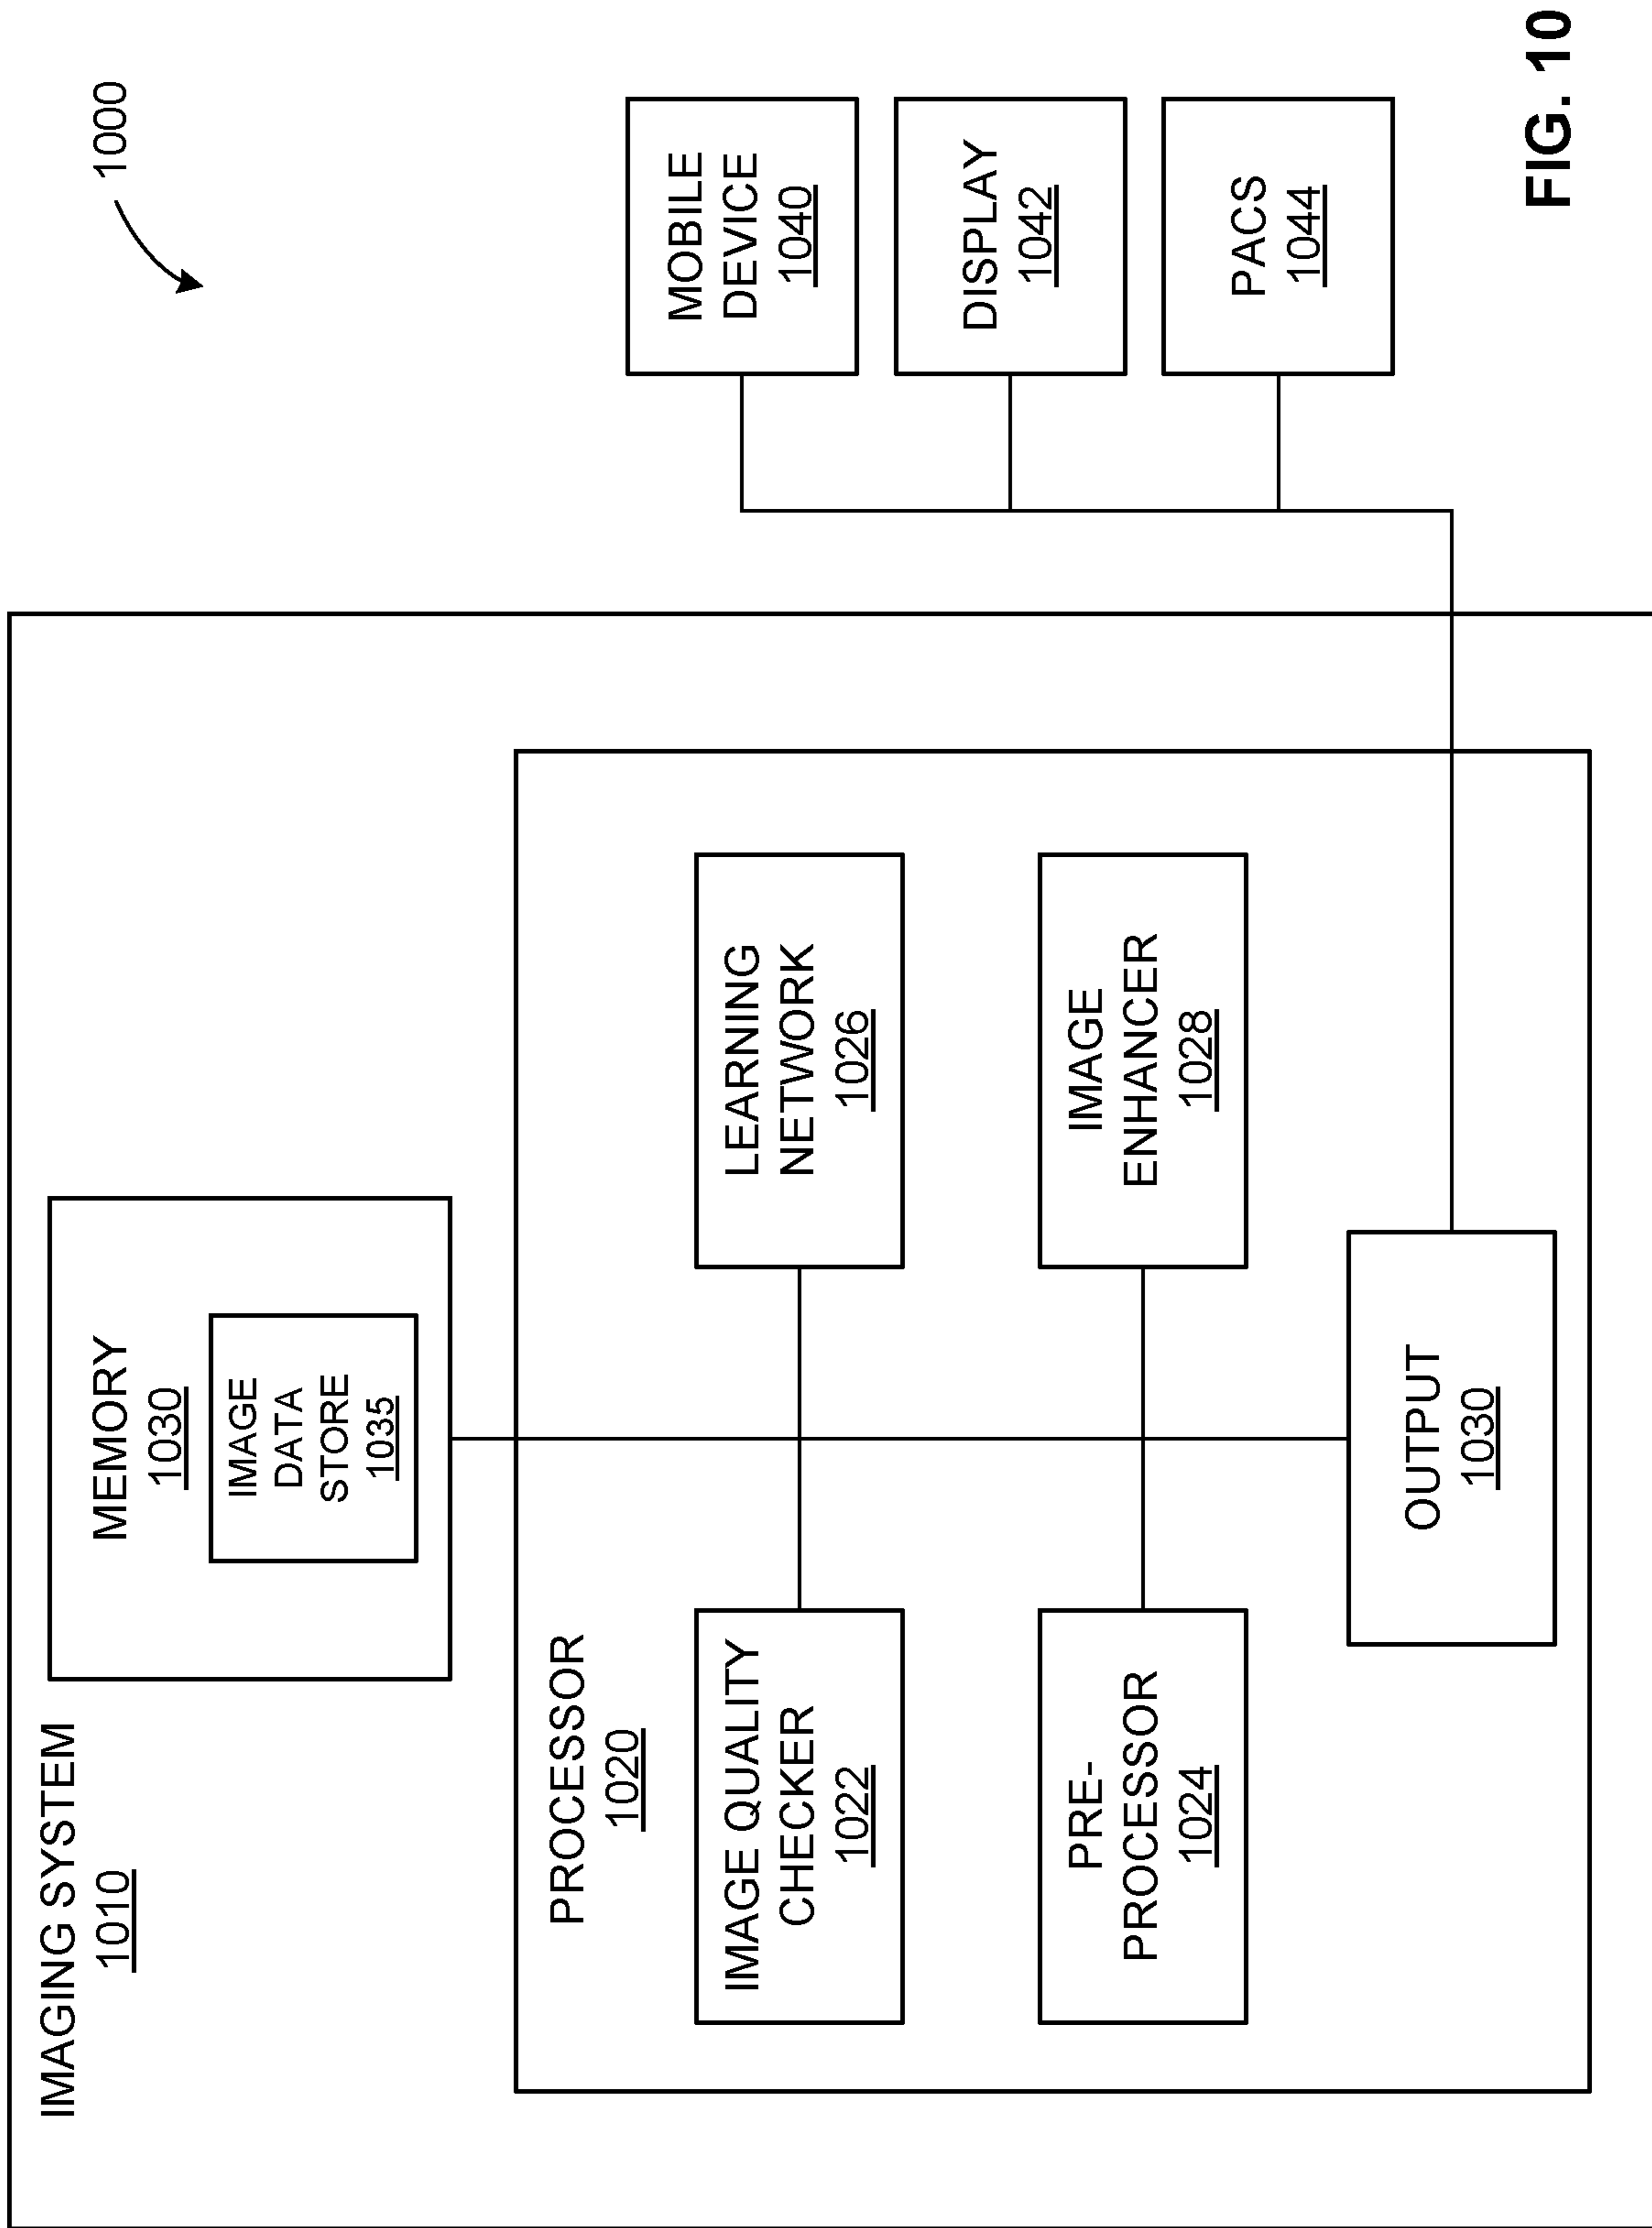 1000
IMAGING SYSTEM
1010
MEMORY
1030
IMAGE
DATA
STORE
1035
PROCESSOR
1020
IMAGE QUALITY
CHECKER
1022
LEARNING
NETWORK
1026
PRE-
PROCESSOR
1024
IMAGE
ENHANCER
1028
OUTPUT
1030
MOBILE
DEVICE
1040
DISPLAY
1042
PACS
1044
FIG. 10